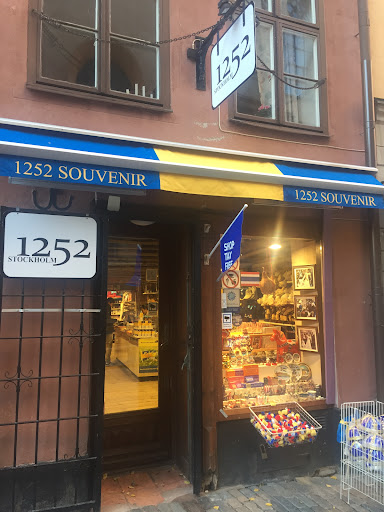 1252
STOCKHOLM
1252 SOUVENIR
1252 SOUVENIR
1252
STOCKHOLM
SHOP
TAX
FREE